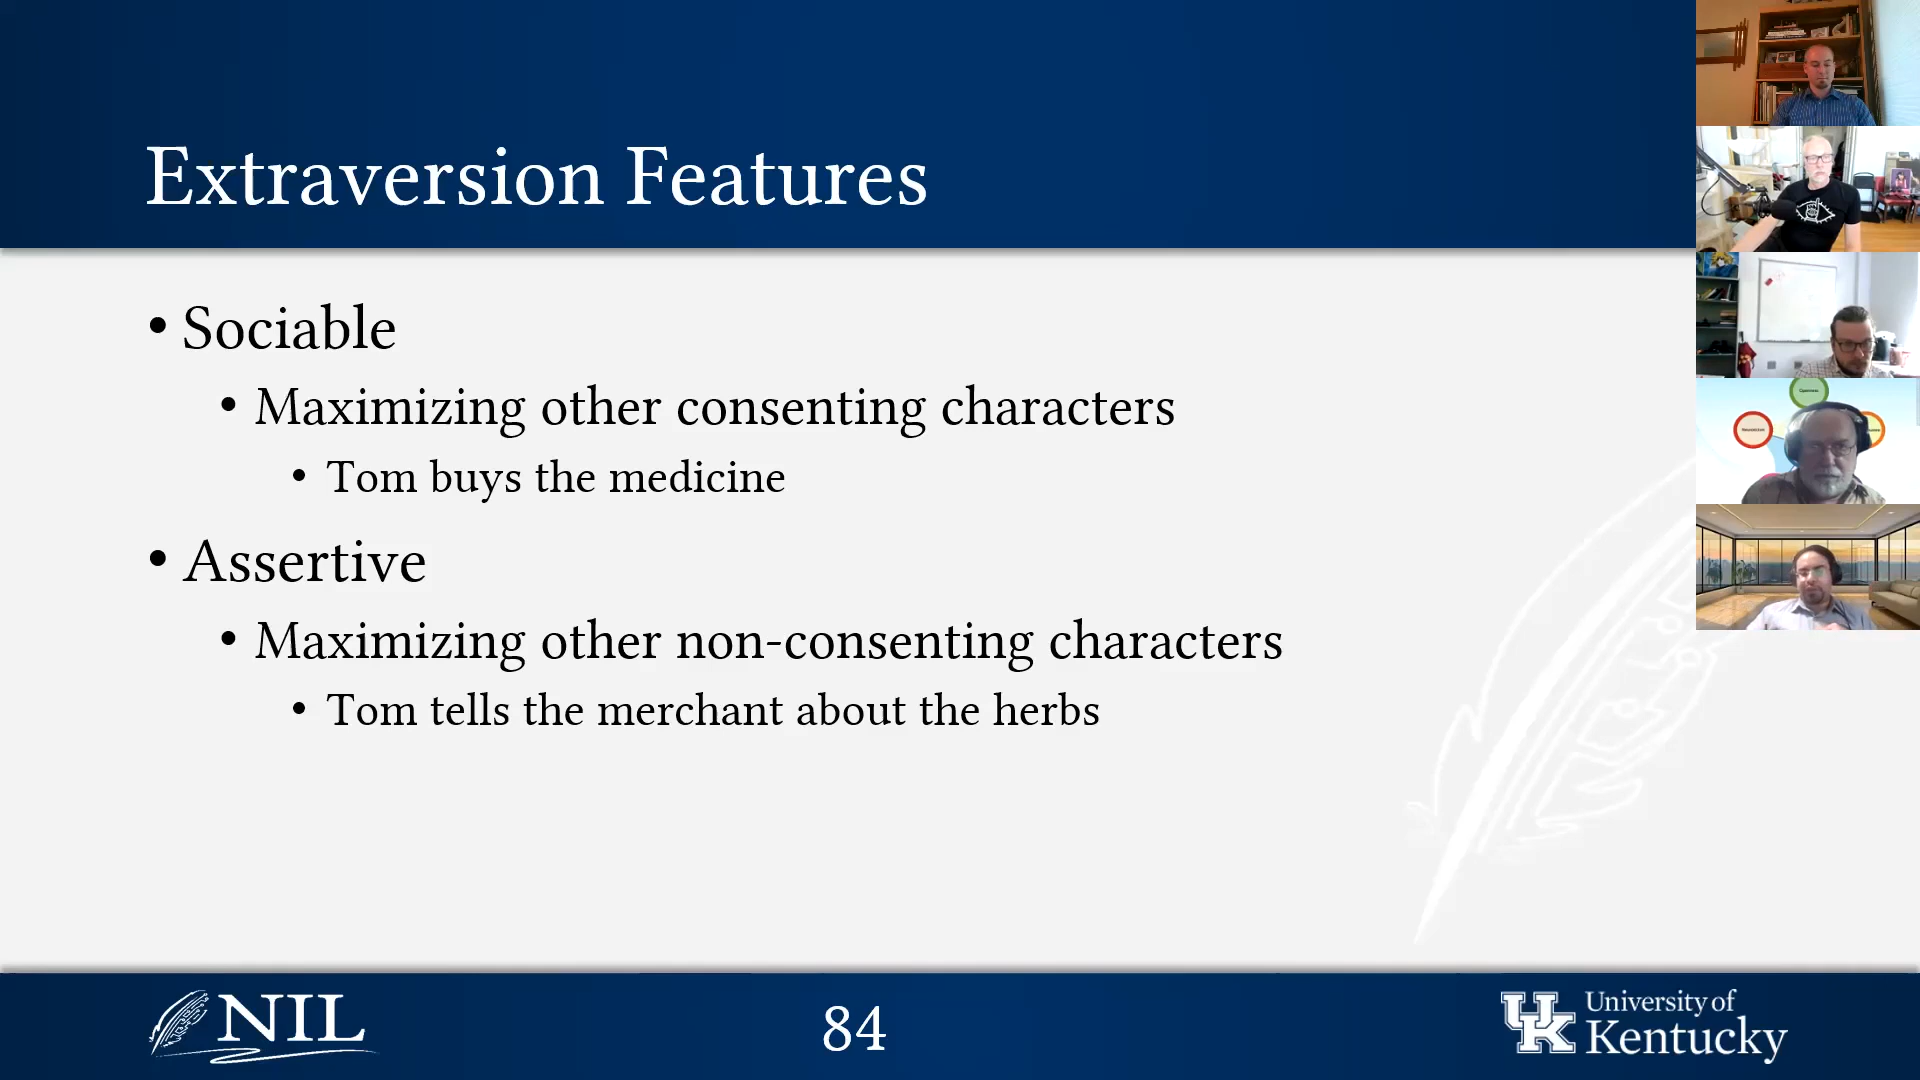 Extraversion Features
• Sociable
• Maximizing other consenting characters
• Tom buys the medicine
• Assertive
• Maximizing other non-consenting characters
• Tom tells the merchant about the herbs
NIL
84
UK
University of
Kentucky